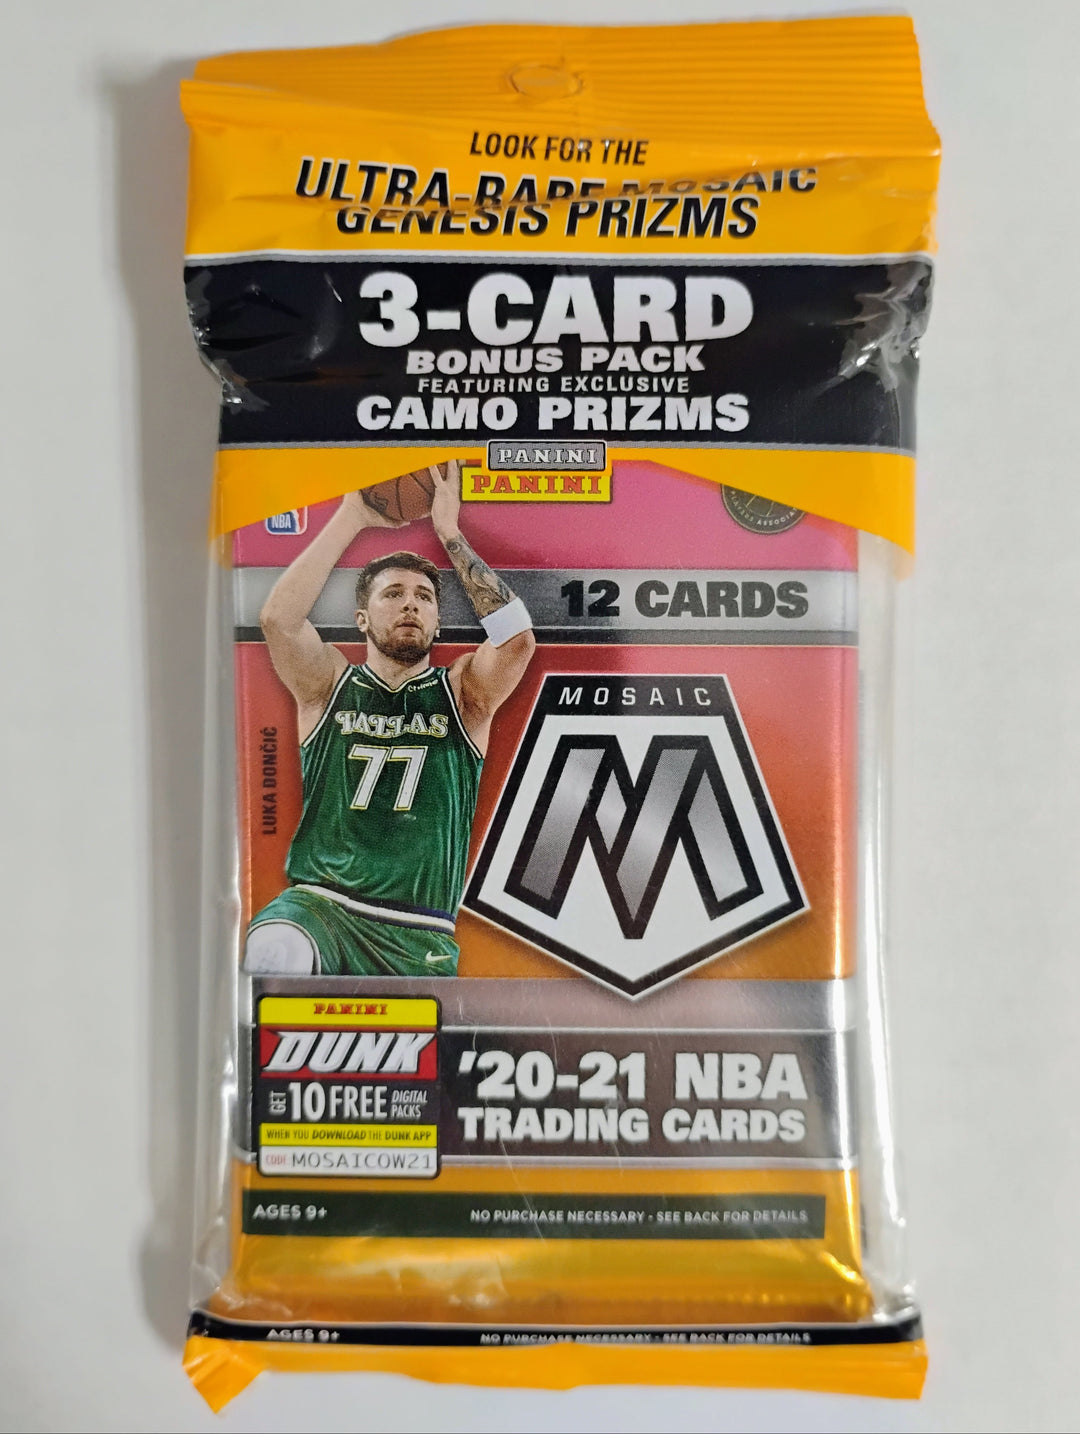 LOOK FOR THE
ULTRA-RARE MOSAIC
GENESIS PRIZMS
3-CARD
BONUS PACK
FEATURING EXCLUSIVE
CAMO PRIZMS
PANINI
PANINI
NBA
PLAYERS ASSOCIAT
12 CARDS
MOSAIC
M
Chime
DALLAS
77
LUKA DONČIĆ
PANINI
DUNK
GET 10 FREE DIGITAL PACKS
WHEN YOU DOWNLOAD THE DUNK APP
CODE MOSAICOW21
'20-21 NBA
TRADING CARDS
AGES 9+ NO PURCHASE NECESSARY - SEE BACK FOR DETAILS
AGES 9+ NO PURCHASE NECESSARY - SEE BACK FOR DETAILS